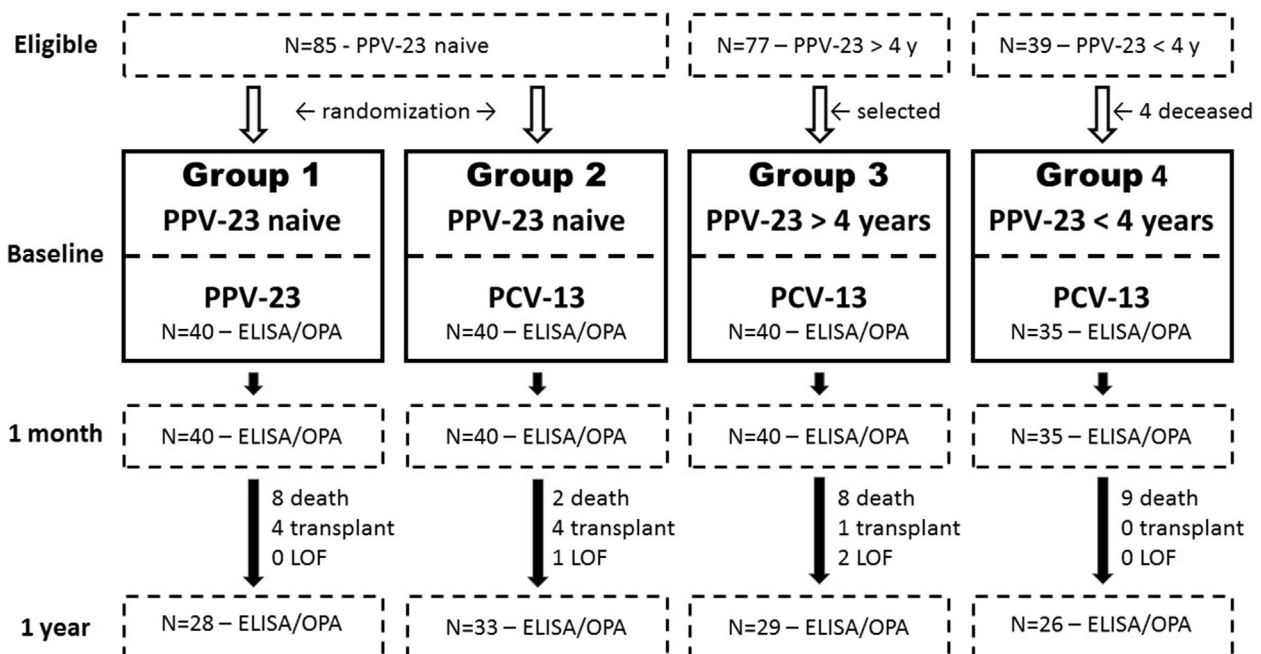 Eligible
N=85 - PPV-23 naive
N=77 – PPV-23 > 4 y
N=39 – PPV-23 < 4 y
← randomization →
← selected
← 4 deceased
Baseline
Group 1
PPV-23 naive
PPV-23
N=40 – ELISA/OPA
Group 2
PPV-23 naive
PCV-13
N=40 – ELISA/OPA
Group 3
PPV-23 > 4 years
PCV-13
N=40 – ELISA/OPA
Group 4
PPV-23 < 4 years
PCV-13
N=35 – ELISA/OPA
1 month
N=40 – ELISA/OPA
N=40 – ELISA/OPA
N=40 – ELISA/OPA
N=35 – ELISA/OPA
8 death
4 transplant
0 LOF
2 death
4 transplant
1 LOF
8 death
1 transplant
2 LOF
9 death
0 transplant
0 LOF
1 year
N=28 – ELISA/OPA
N=33 – ELISA/OPA
N=29 – ELISA/OPA
N=26 – ELISA/OPA